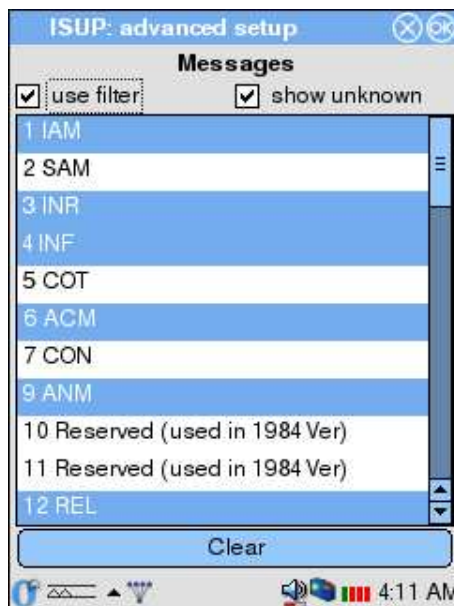 ISUP: advanced setup OK
Messages
use filter show unknown
1 IAM
2 SAM
3 INR
4 INF
5 COT
6 ACM
7 CON
9 ANM
10 Reserved (used in 1984 Ver)
11 Reserved (used in 1984 Ver)
12 REL
Clear
4:11 AM